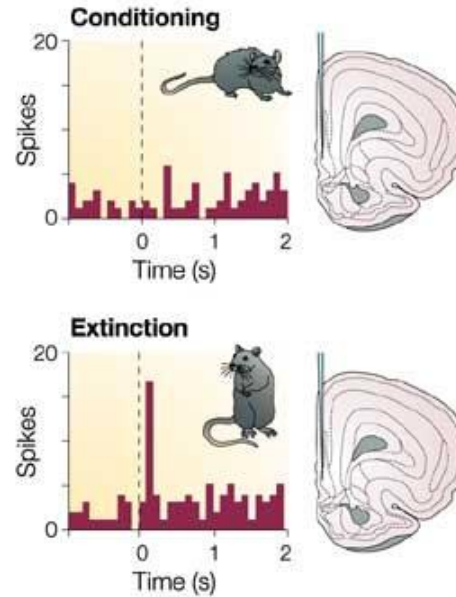 Conditioning
20
Spikes
0
0 1 2
Time (s)
Extinction
20
Spikes
0
0 1 2
Time (s)